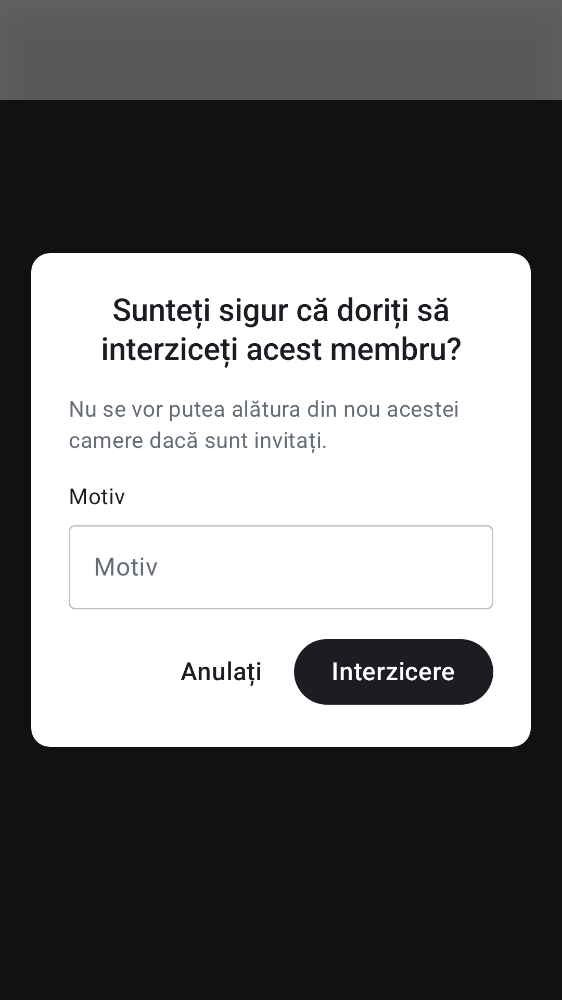 Sunteți sigur că doriți să
interziceți acest membru?
Nu se vor putea alătura din nou acestei
camere dacă sunt invitați.
Motiv
Motiv
Anulați
Interzicere